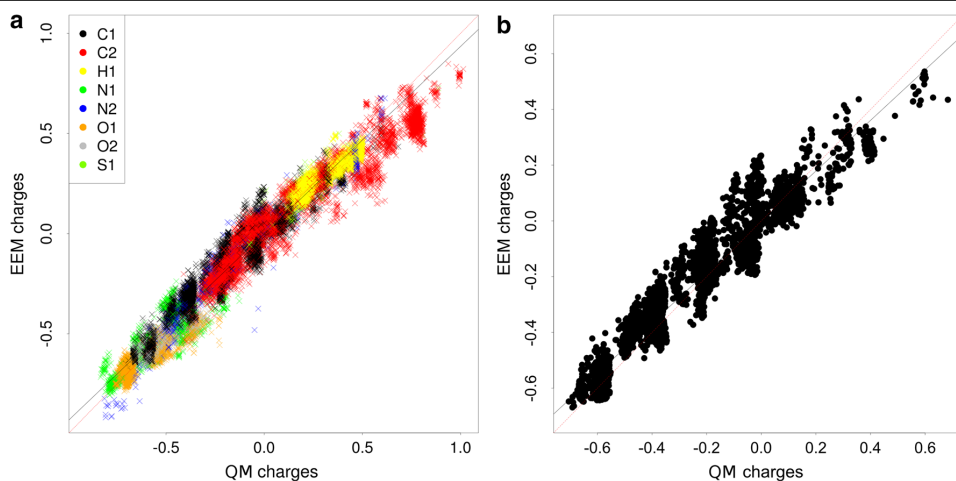 a
C1
C2
H1
N1
N2
O1
O2
S1
EEM charges
1.0
0.5
0.0
-0.5
-0.5 0.0 0.5 1.0
QM charges
b
EEM charges
0.6
0.4
0.2
0.0
-0.2
-0.4
-0.6
-0.6 -0.4 -0.2 0.0 0.2 0.4 0.6
QM charges